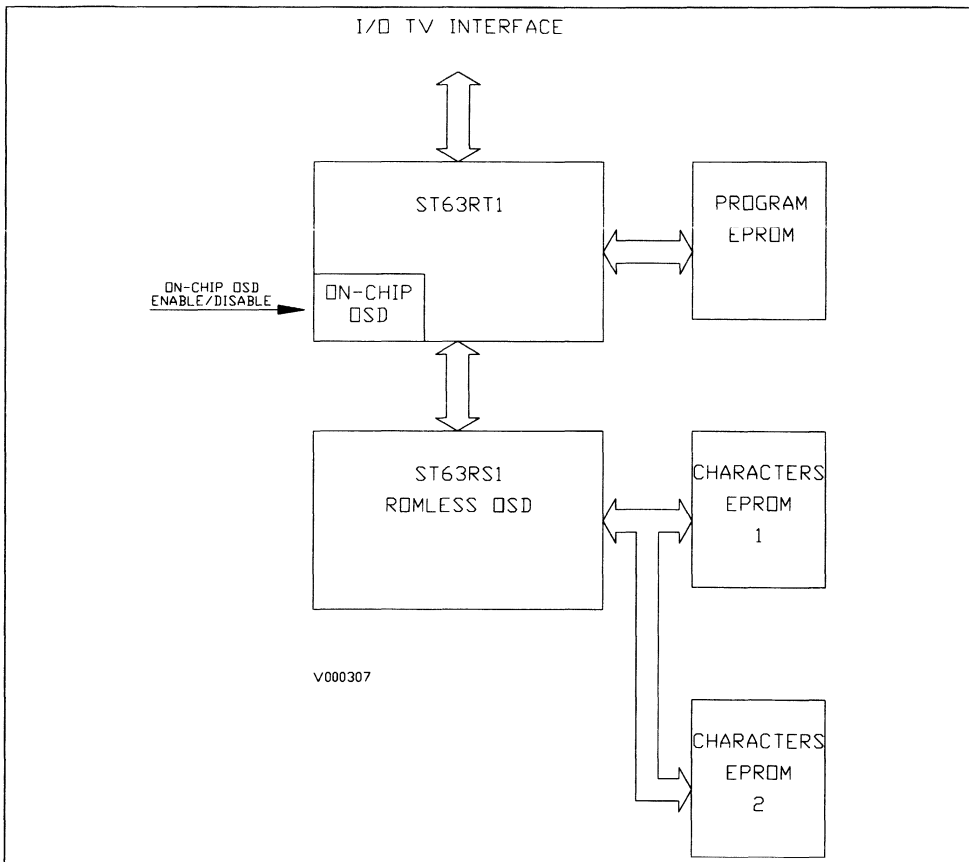 I/O TV INTERFACE
ST63RT1
PROGRAM
EPROM
ON-CHIP OSD
ENABLE/DISABLE
ON-CHIP
OSD
ST63RS1
ROMLESS OSD
CHARACTERS
EPROM
1
V000307
CHARACTERS
EPROM
2